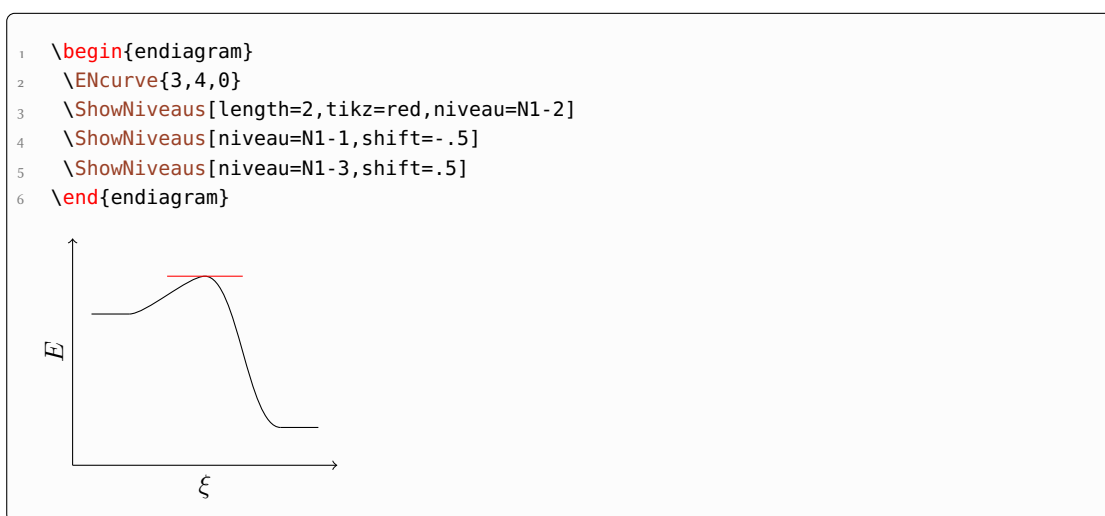 1 \begin{endiagram}
2 \ENcurve{3,4,0}
3 \ShowNiveaus[length=2,tikz=red,niveau=N1-2]
4 \ShowNiveaus[niveau=N1-1,shift=-.5]
5 \ShowNiveaus[niveau=N1-3,shift=.5]
6 \end{endiagram}
E
ξ